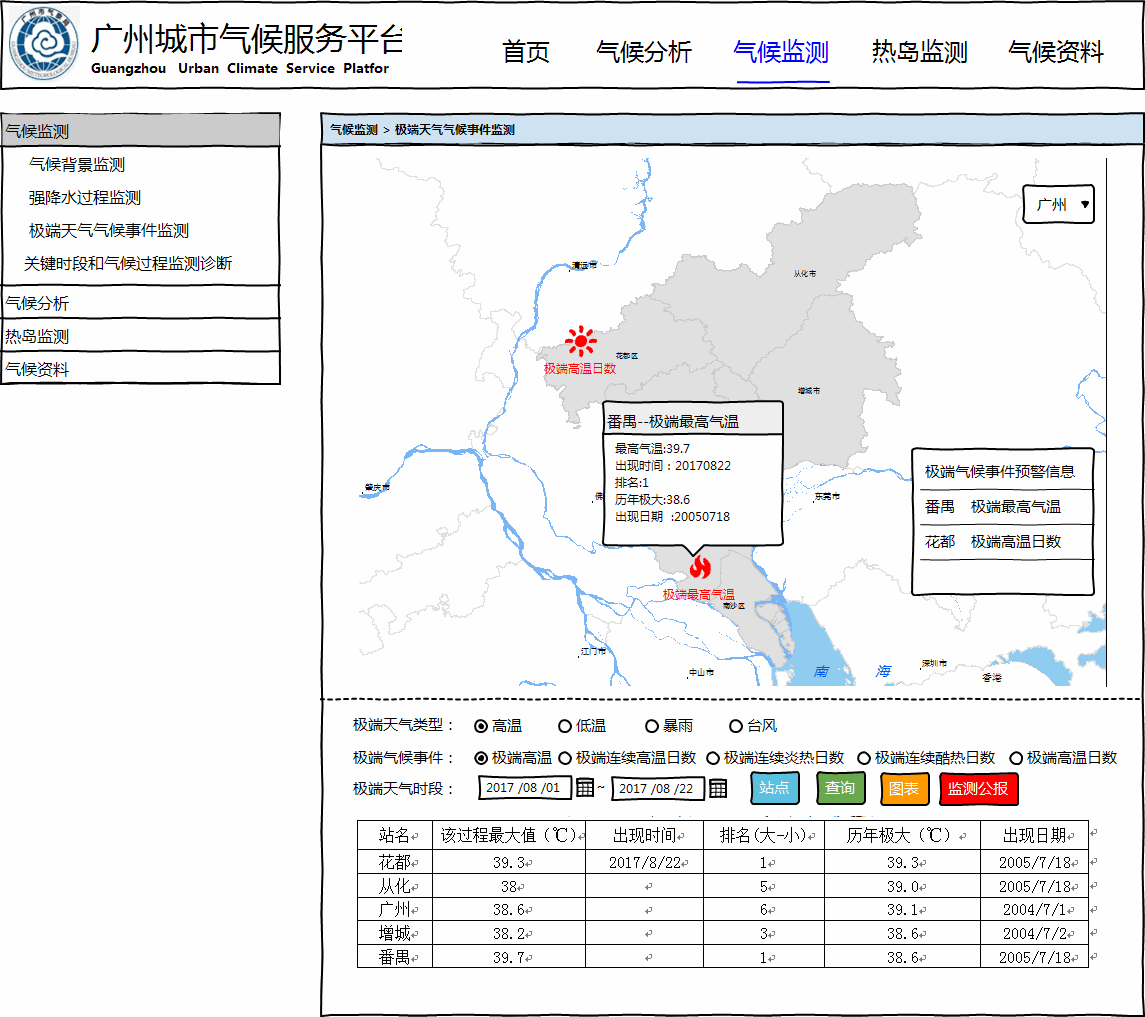 广州城市气候服务平台
Guangzhou Urban Climate Service Platfor
首页 气候分析 气候监测 热岛监测 气候资料
气候监测
气候背景监测
强降水过程监测
极端天气气候事件监测
关键时段和气候过程监测诊断
气候分析
热岛监测
气候资料
气候监测 > 极端天气气候事件监测
广州
清远市
从化市
花都区
极端高温日数
增城市
番禺--极端最高气温
最高气温:39.7
出现时间:20170822
排名:1
历年极大:38.6
出现日期 :20050718
肇庆市
佛
东莞市
极端气候事件预警信息
番禺 极端最高气温
花都 极端高温日数
极端最高气温
南沙区
江门市
中山市
南 海
深圳市
香港
极端天气类型: 高温 低温 暴雨 台风
极端气候事件: 极端高温 极端连续高温日数 极端连续炎热日数 极端连续酷热日数 极端高温日数
极端天气时段: 2017 /08 /01 ~ 2017 /08 /22 站点 查询 图表 监测公报
站名 该过程最大值(℃) 出现时间 排名(大-小) 历年极大(℃) 出现日期
花都 39.3 2017/8/22 1 39.3 2005/7/18
从化 38 5 39.0 2005/7/18
广州 38.6 6 39.1 2004/7/1
增城 38.2 3 38.6 2004/7/2
番禺 39.7 1 38.6 2005/7/18